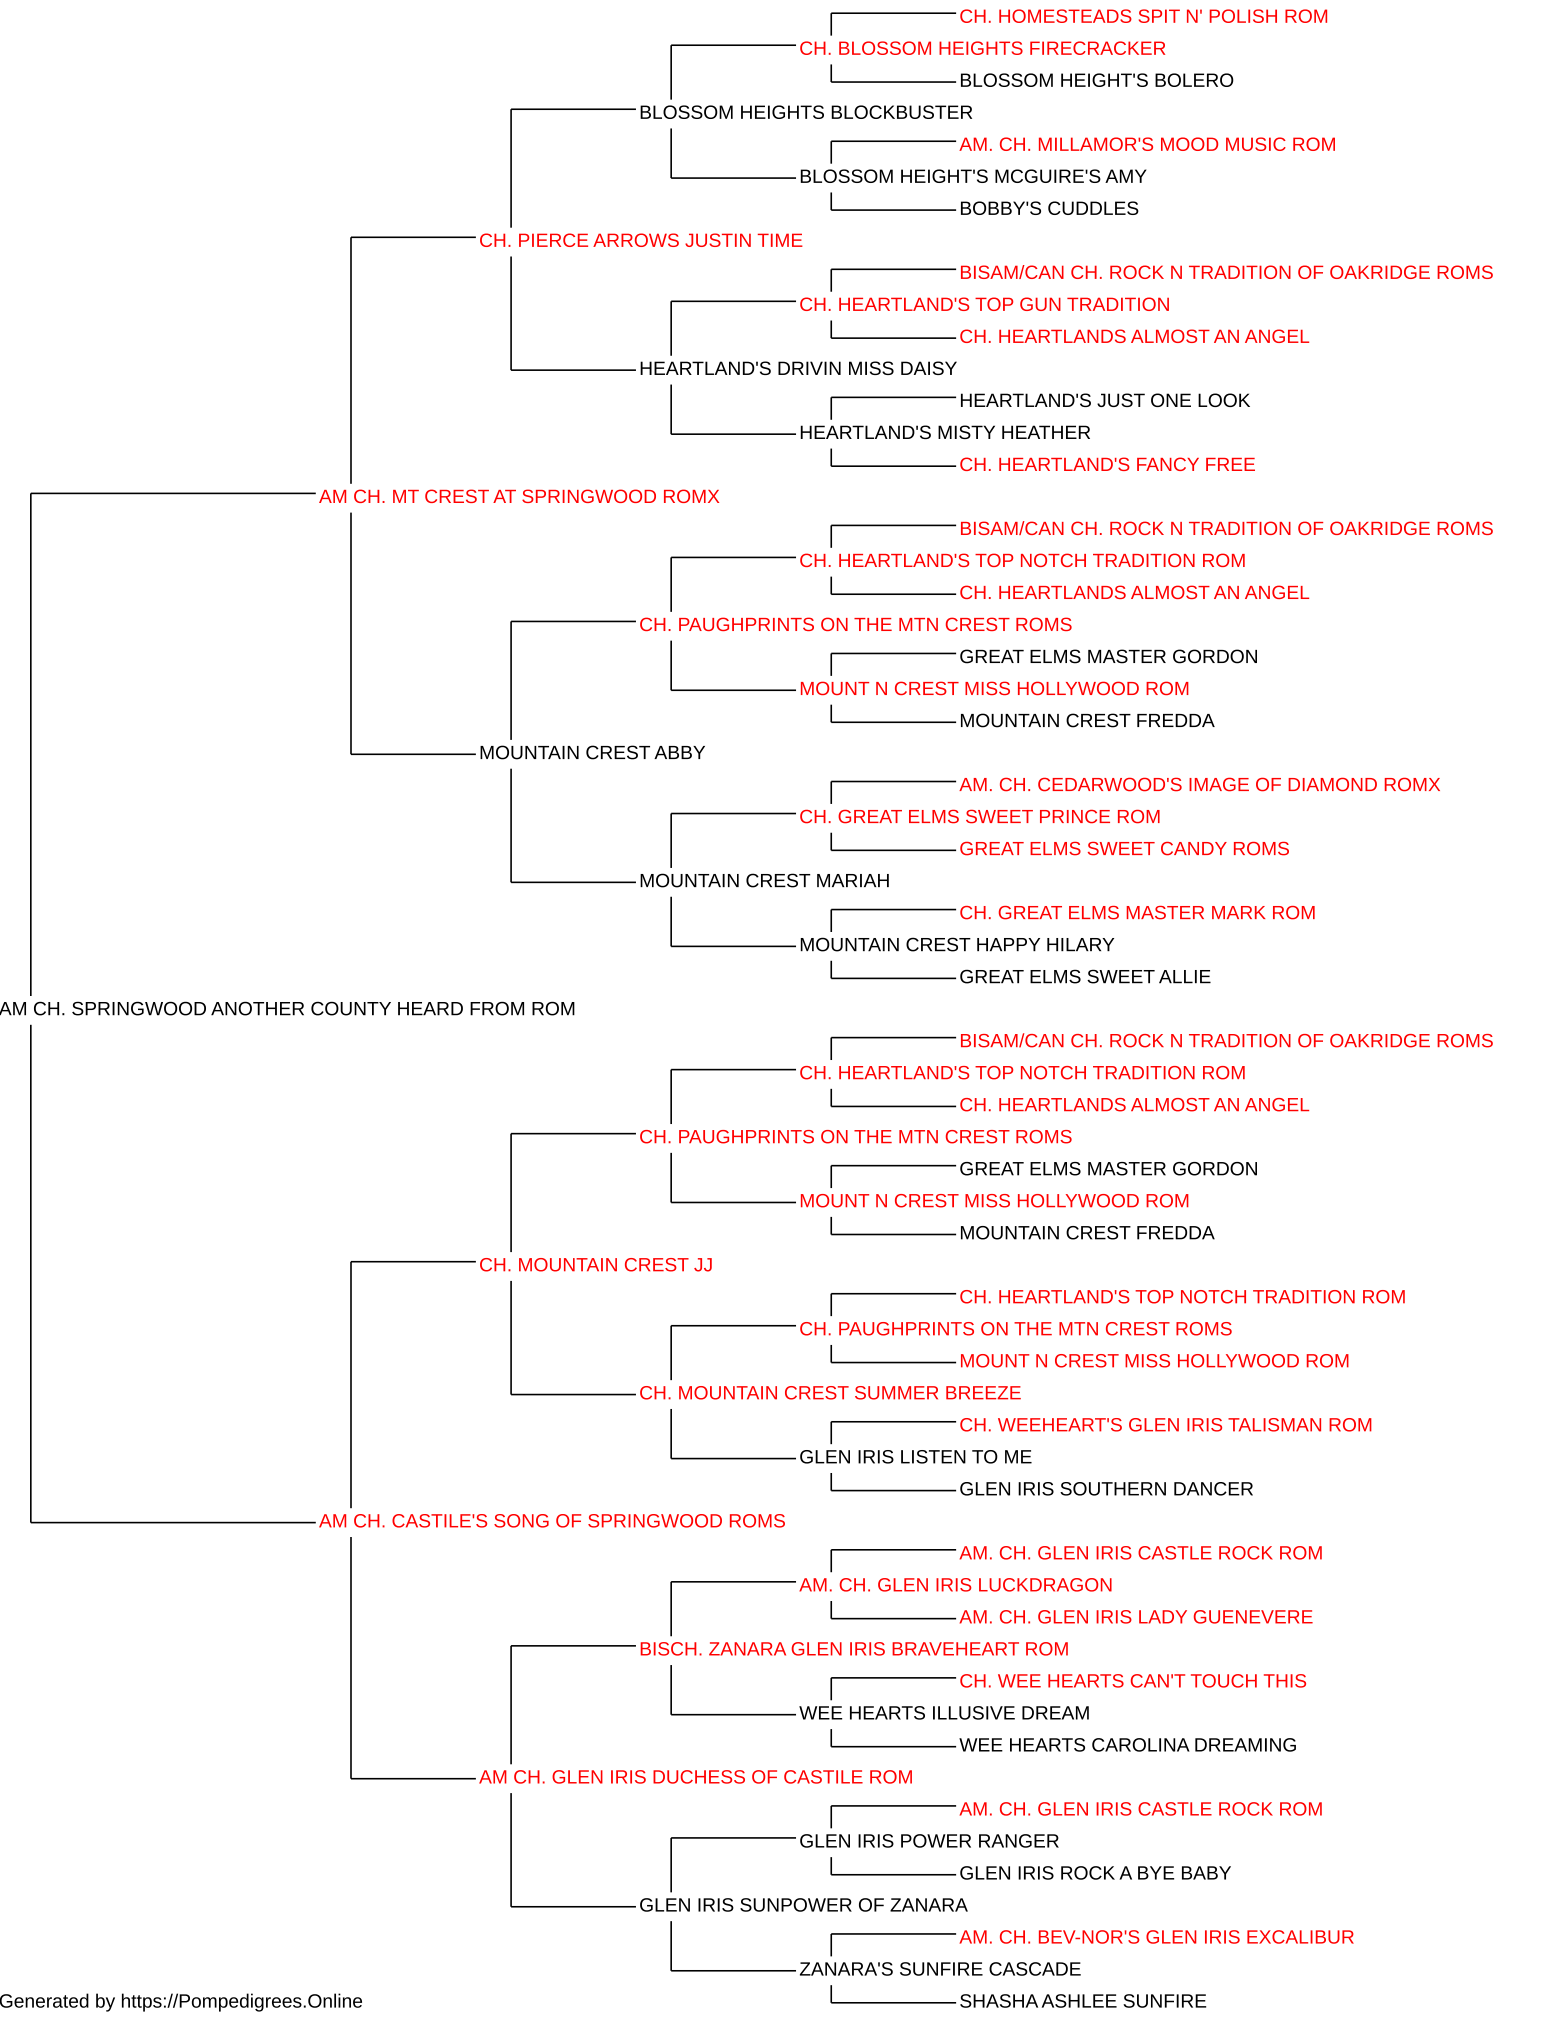 CH. HOMESTEADS SPIT N' POLISH ROM
CH. BLOSSOM HEIGHTS FIRECRACKER
BLOSSOM HEIGHT'S BOLERO
BLOSSOM HEIGHTS BLOCKBUSTER
AM. CH. MILLAMOR'S MOOD MUSIC ROM
BLOSSOM HEIGHT'S MCGUIRE'S AMY
BOBBY'S CUDDLES
CH. PIERCE ARROWS JUSTIN TIME
BISAM/CAN CH. ROCK N TRADITION OF OAKRIDGE ROMS
CH. HEARTLAND'S TOP GUN TRADITION
CH. HEARTLANDS ALMOST AN ANGEL
HEARTLAND'S DRIVIN MISS DAISY
HEARTLAND'S JUST ONE LOOK
HEARTLAND'S MISTY HEATHER
CH. HEARTLAND'S FANCY FREE
AM CH. MT CREST AT SPRINGWOOD ROMX
BISAM/CAN CH. ROCK N TRADITION OF OAKRIDGE ROMS
CH. HEARTLAND'S TOP NOTCH TRADITION ROM
CH. HEARTLANDS ALMOST AN ANGEL
CH. PAUGHPRINTS ON THE MTN CREST ROMS
GREAT ELMS MASTER GORDON
MOUNT N CREST MISS HOLLYWOOD ROM
MOUNTAIN CREST FREDDA
MOUNTAIN CREST ABBY
AM. CH. CEDARWOOD'S IMAGE OF DIAMOND ROMX
CH. GREAT ELMS SWEET PRINCE ROM
GREAT ELMS SWEET CANDY ROMS
MOUNTAIN CREST MARIAH
CH. GREAT ELMS MASTER MARK ROM
MOUNTAIN CREST HAPPY HILARY
GREAT ELMS SWEET ALLIE
AM CH. SPRINGWOOD ANOTHER COUNTY HEARD FROM ROM
BISAM/CAN CH. ROCK N TRADITION OF OAKRIDGE ROMS
CH. HEARTLAND'S TOP NOTCH TRADITION ROM
CH. HEARTLANDS ALMOST AN ANGEL
CH. PAUGHPRINTS ON THE MTN CREST ROMS
GREAT ELMS MASTER GORDON
MOUNT N CREST MISS HOLLYWOOD ROM
MOUNTAIN CREST FREDDA
CH. MOUNTAIN CREST JJ
CH. HEARTLAND'S TOP NOTCH TRADITION ROM
CH. PAUGHPRINTS ON THE MTN CREST ROMS
MOUNT N CREST MISS HOLLYWOOD ROM
CH. MOUNTAIN CREST SUMMER BREEZE
CH. WEEHEART'S GLEN IRIS TALISMAN ROM
GLEN IRIS LISTEN TO ME
GLEN IRIS SOUTHERN DANCER
AM CH. CASTILE'S SONG OF SPRINGWOOD ROMS
AM. CH. GLEN IRIS CASTLE ROCK ROM
AM. CH. GLEN IRIS LUCKDRAGON
AM. CH. GLEN IRIS LADY GUENEVERE
BISCH. ZANARA GLEN IRIS BRAVEHEART ROM
CH. WEE HEARTS CAN'T TOUCH THIS
WEE HEARTS ILLUSIVE DREAM
WEE HEARTS CAROLINA DREAMING
AM CH. GLEN IRIS DUCHESS OF CASTILE ROM
AM. CH. GLEN IRIS CASTLE ROCK ROM
GLEN IRIS POWER RANGER
GLEN IRIS ROCK A BYE BABY
GLEN IRIS SUNPOWER OF ZANARA
AM. CH. BEV-NOR'S GLEN IRIS EXCALIBUR
ZANARA'S SUNFIRE CASCADE
SHASHA ASHLEE SUNFIRE
Generated by https://Pompedigrees.Online